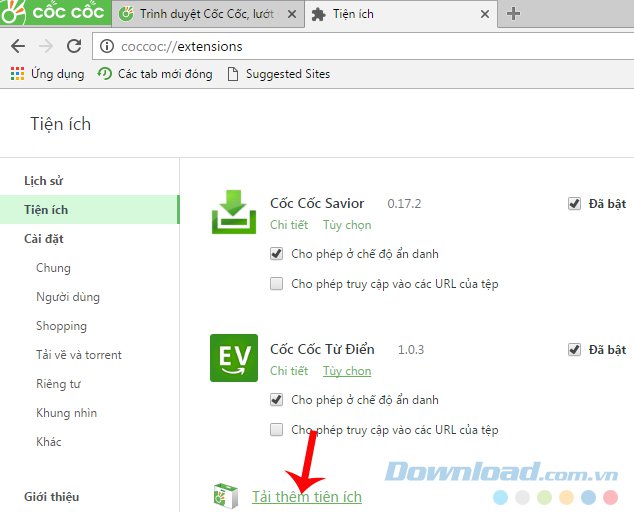 cốc cốc
Trình duyệt Cốc Cốc, lướt
Tiện ích
coccoc://extensions
Ứng dụng
Các tab mới đóng
Suggested Sites
Tiện ích
Lịch sử
Tiện ích
Cài đặt
Chung
Người dùng
Shopping
Tải về và torrent
Riêng tư
Khung nhìn
Khác
Giới thiệu
Cốc Cốc Savior 0.17.2
Đã bật
Chi tiết Tùy chọn
Cho phép ở chế độ ẩn danh
Cho phép truy cập vào các URL của tệp
EV
Cốc Cốc Từ Điển 1.0.3
Đã bật
Chi tiết Tùy chọn
Cho phép ở chế độ ẩn danh
Cho phép truy cập vào các URL của tệp
Tải thêm tiện ích
Download.com.vn